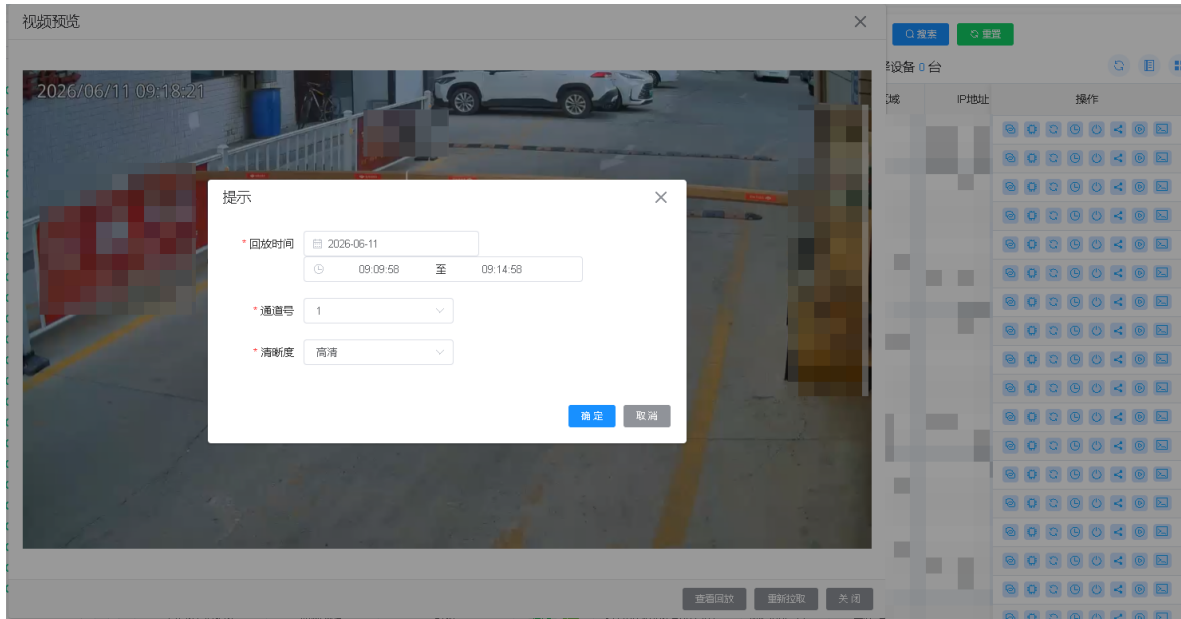 视频预览
搜索 重置
设备 0 台
IP地址 操作
2026/06/11 09:18:21
提示
* 回放时间 2026-06-11
09:09:58 至 09:14:58
* 通道号 1
* 清晰度 高清
确定 取消
查看回放 重新拉取 关闭